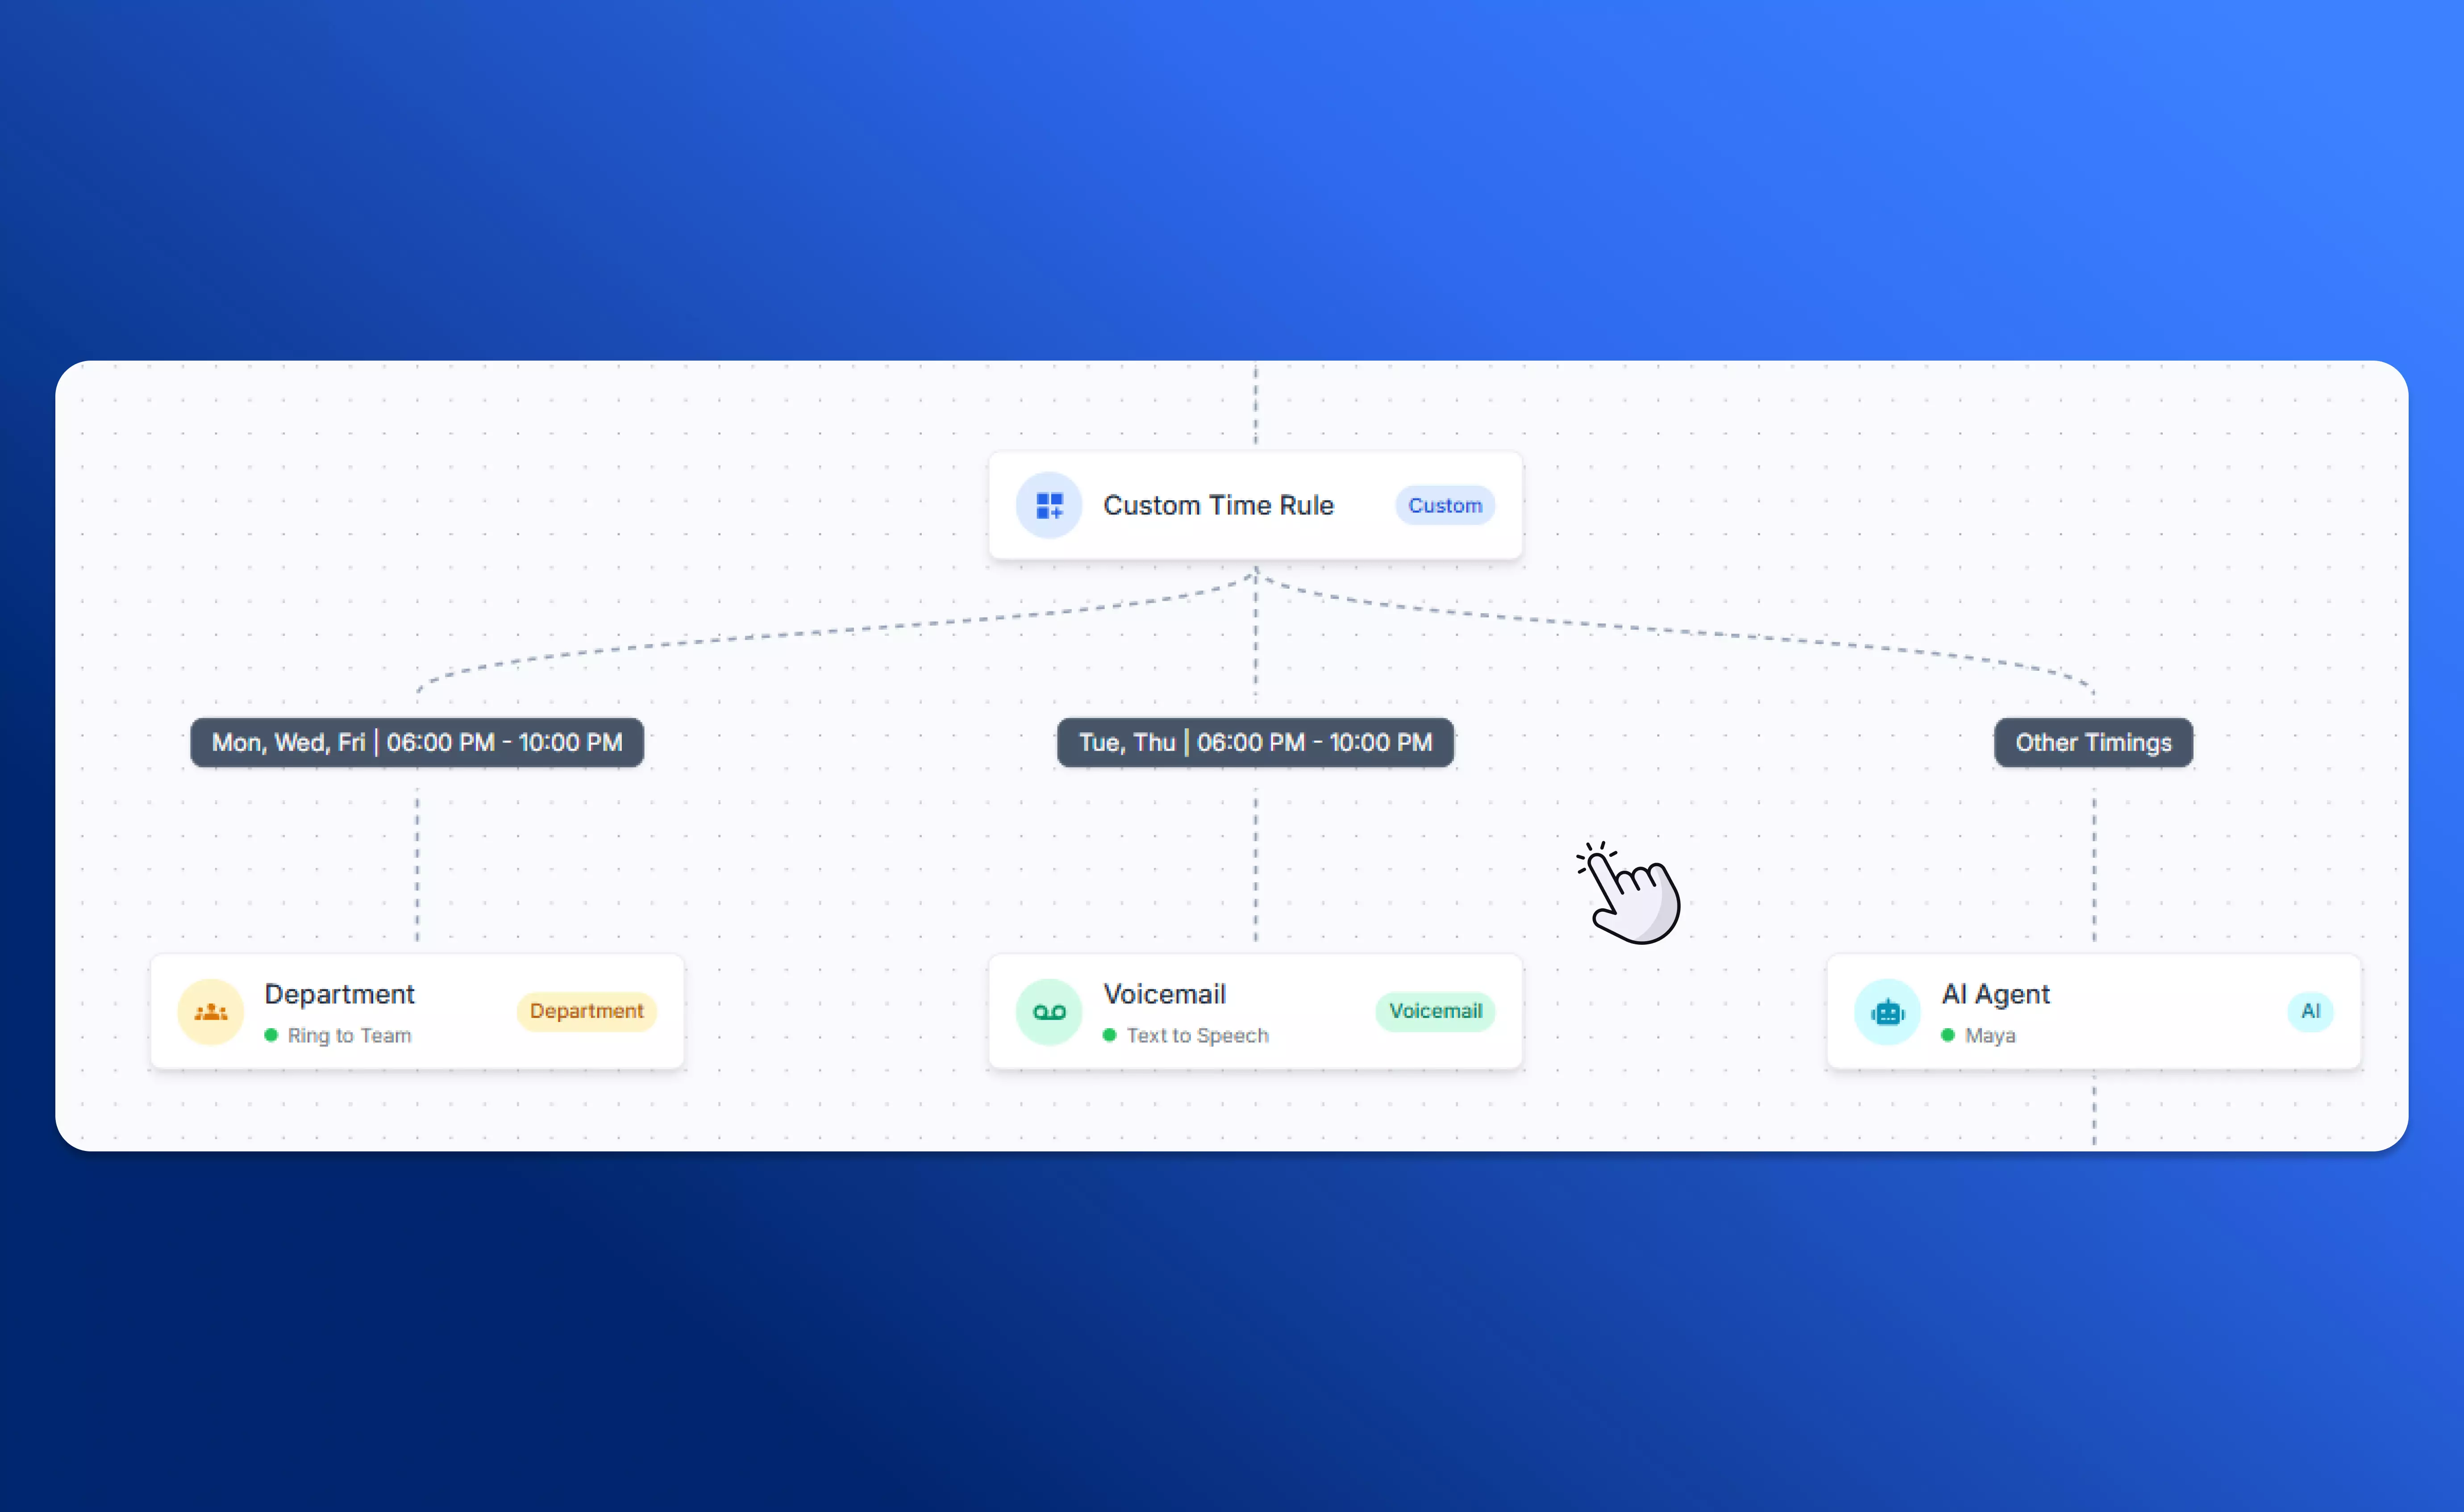 Custom Time Rule
Custom
Mon, Wed, Fri | 06:00 PM - 10:00 PM
Tue, Thu | 06:00 PM - 10:00 PM
Other Timings
Department
Ring to Team
Department
Voicemail
Text to Speech
Voicemail
AI Agent
Maya
AI